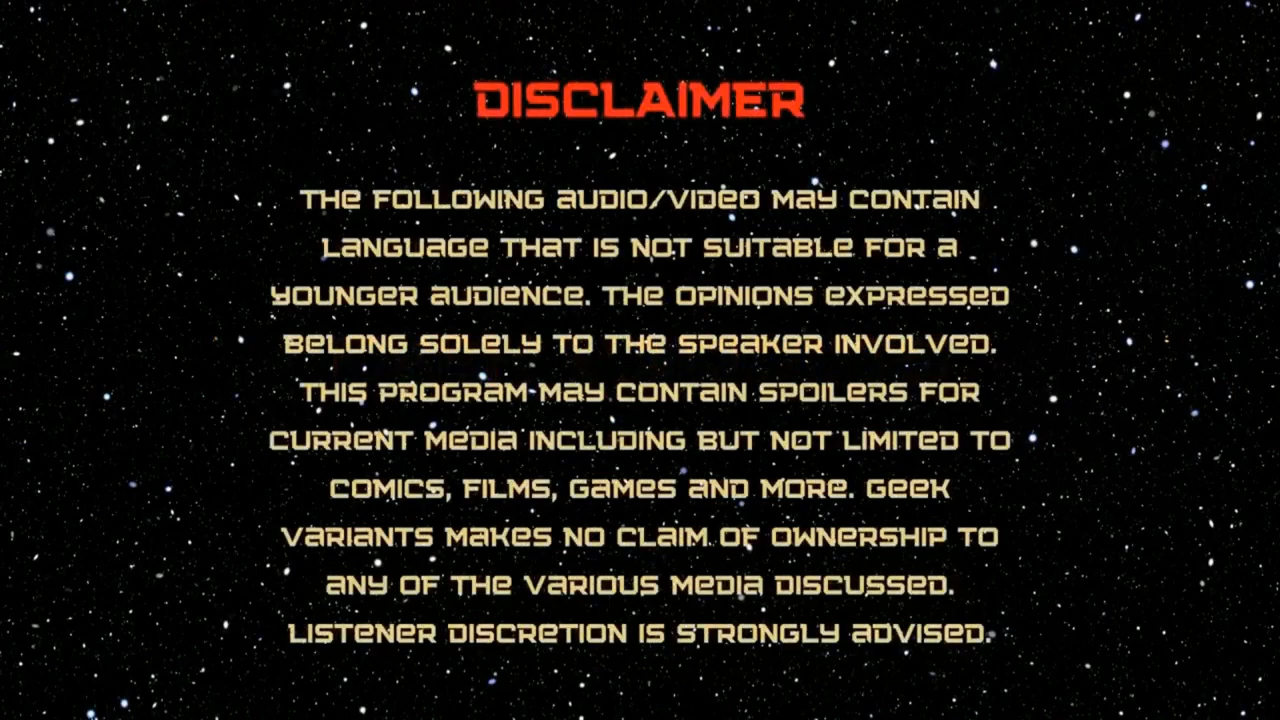 DISCLAIMER
THE FOLLOWING AUDIO/VIDEO MAY CONTAIN
LANGUAGE THAT IS NOT SUITABLE FOR A
YOUNGER AUDIENCE. THE OPINIONS EXPRESSED
BELONG SOLELY TO THE SPEAKER INVOLVED.
THIS PROGRAM MAY CONTAIN SPOILERS FOR
CURRENT MEDIA INCLUDING BUT NOT LIMITED TO
COMICS, FILMS, GAMES AND MORE. GEEK
VARIANTS MAKES NO CLAIM OF OWNERSHIP TO
ANY OF THE VARIOUS MEDIA DISCUSSED.
LISTENER DISCRETION IS STRONGLY ADVISED.